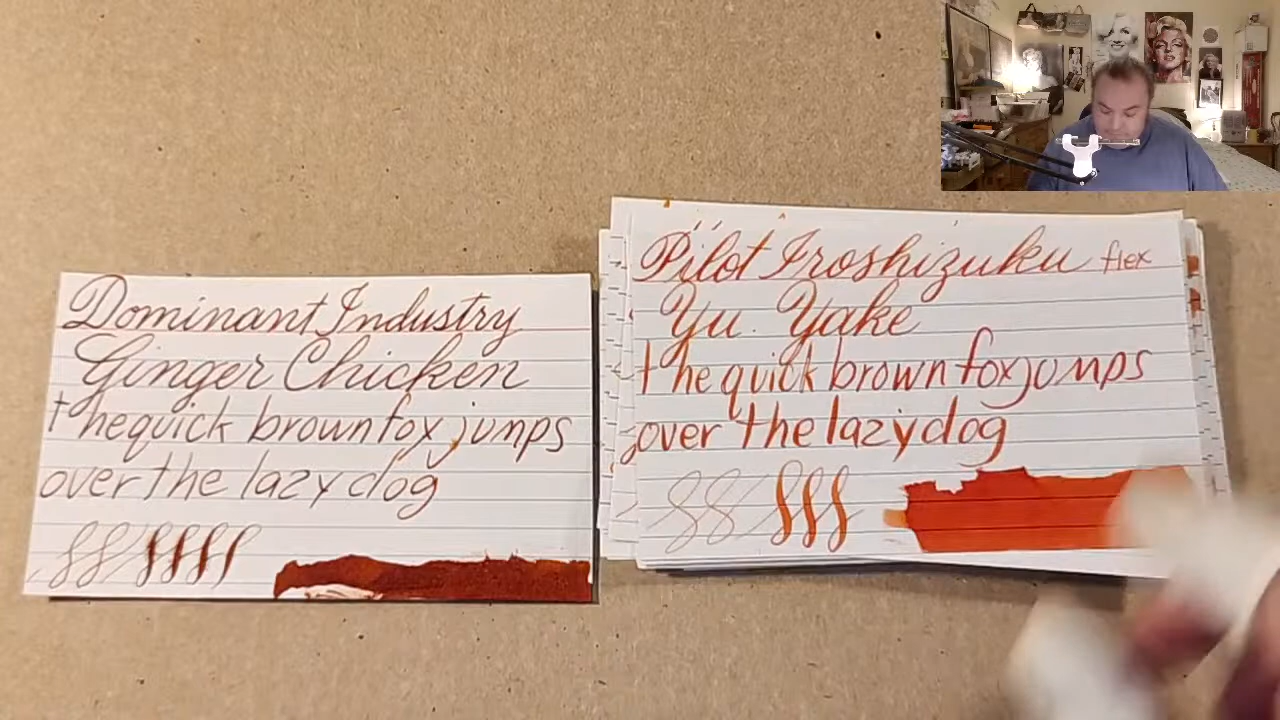 Dominant Industry
Ginger Chicken
the quick brown fox jumps
over the lazy dog
Pilot Iroshizuku flex
Yu Yake
the quick brown fox jumps
over the lazy dog